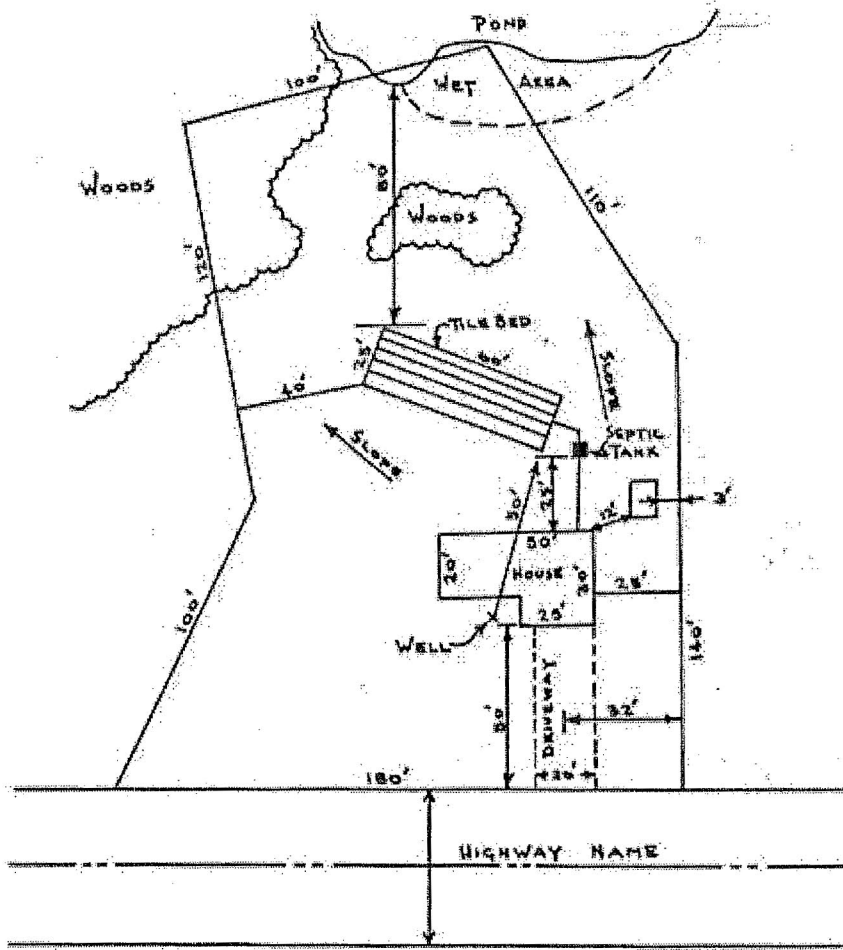 POND
100'
WET AREA
WOODS
80'
WOODS
110'
120'
TILE BED
25'
60'
40'
SLOPE
SLOPE
SEPTIC
TANK
50'
25'
3'
12'
50'
20'
HOUSE
30'
25'
25'
100'
WELL
140'
50'
DRIVEWAY
32'
20'
180'
HIGHWAY NAME